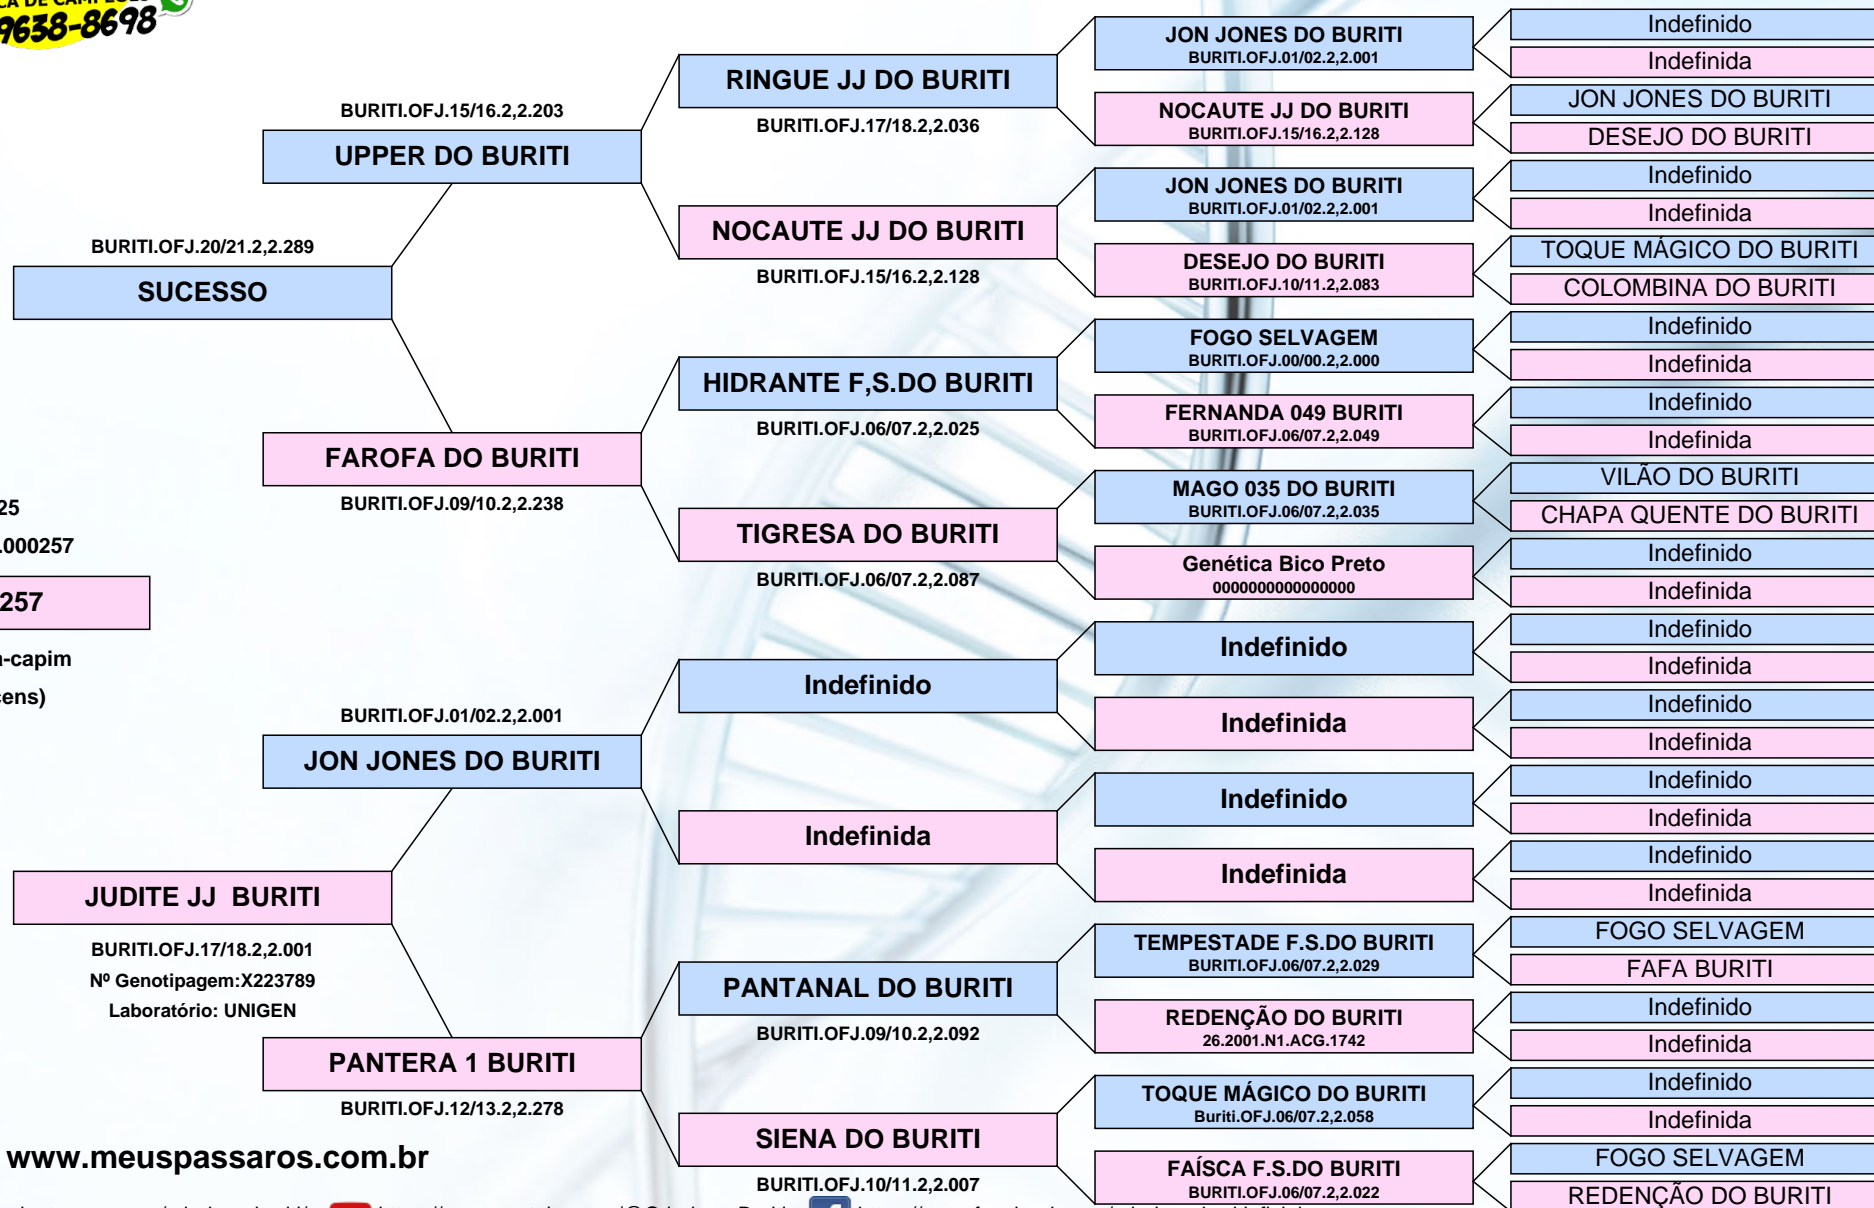 9638-8698
25
.000257
257
-capim
cens)
BURITI.OFJ.20/21.2,2.289
SUCESSO
JUDITE JJ BURITI
BURITI.OFJ.17/18.2,2.001
Nº Genotipagem:X223789
Laboratório: UNIGEN
BURITI.OFJ.15/16.2,2.203
UPPER DO BURITI
FAROFA DO BURITI
BURITI.OFJ.09/10.2,2.238
BURITI.OFJ.01/02.2,2.001
JON JONES DO BURITI
PANTERA 1 BURITI
BURITI.OFJ.12/13.2,2.278
RINGUE JJ DO BURITI
BURITI.OFJ.17/18.2,2.036
NOCAUTE JJ DO BURITI
BURITI.OFJ.15/16.2,2.128
HIDRANTE F,S.DO BURITI
BURITI.OFJ.06/07.2,2.025
TIGRESA DO BURITI
BURITI.OFJ.06/07.2,2.087
Indefinido
Indefinida
PANTANAL DO BURITI
BURITI.OFJ.09/10.2,2.092
SIENA DO BURITI
BURITI.OFJ.10/11.2,2.007
JON JONES DO BURITI
BURITI.OFJ.01/02.2,2.001
NOCAUTE JJ DO BURITI
BURITI.OFJ.15/16.2,2.128
JON JONES DO BURITI
BURITI.OFJ.01/02.2,2.001
DESEJO DO BURITI
BURITI.OFJ.10/11.2,2.083
FOGO SELVAGEM
BURITI.OFJ.00/00.2,2.000
FERNANDA 049 BURITI
BURITI.OFJ.06/07.2,2.049
MAGO 035 DO BURITI
BURITI.OFJ.06/07.2,2.035
Genética Bico Preto
0000000000000000
Indefinido
Indefinida
Indefinido
Indefinida
TEMPESTADE F.S.DO BURITI
BURITI.OFJ.06/07.2,2.029
REDENÇÃO DO BURITI
26.2001.N1.ACG.1742
TOQUE MÁGICO DO BURITI
Buriti.OFJ.06/07.2,2.058
FAÍSCA F.S.DO BURITI
BURITI.OFJ.06/07.2,2.022
Indefinido
Indefinida
JON JONES DO BURITI
DESEJO DO BURITI
Indefinido
Indefinida
TOQUE MÁGICO DO BURITI
COLOMBINA DO BURITI
Indefinido
Indefinida
Indefinido
Indefinida
VILÃO DO BURITI
CHAPA QUENTE DO BURITI
Indefinido
Indefinida
Indefinido
Indefinida
Indefinido
Indefinida
Indefinido
Indefinida
Indefinido
Indefinida
FOGO SELVAGEM
FAFA BURITI
Indefinido
Indefinida
Indefinido
Indefinida
FOGO SELVAGEM
REDENÇÃO DO BURITI
www.meuspassaros.com.br